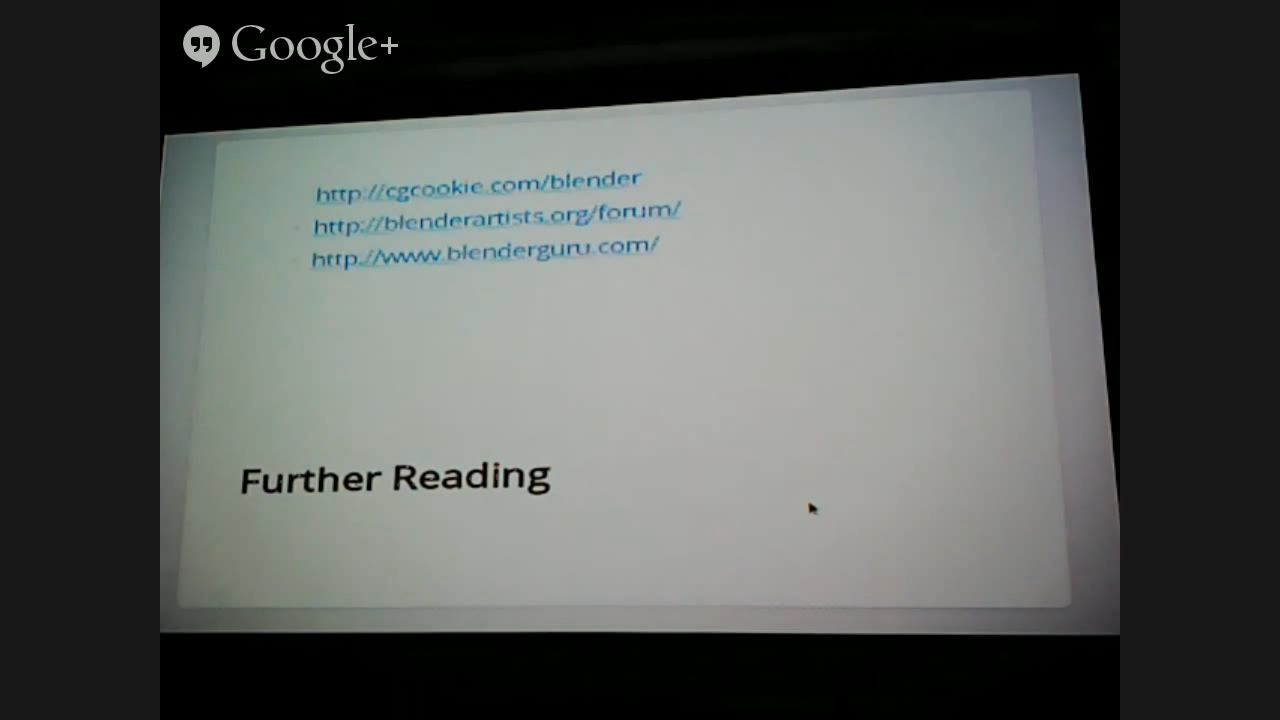 Google+
http://cgcookie.com/blender
http://blenderartists.org/forum/
http://www.blenderguru.com/
Further Reading